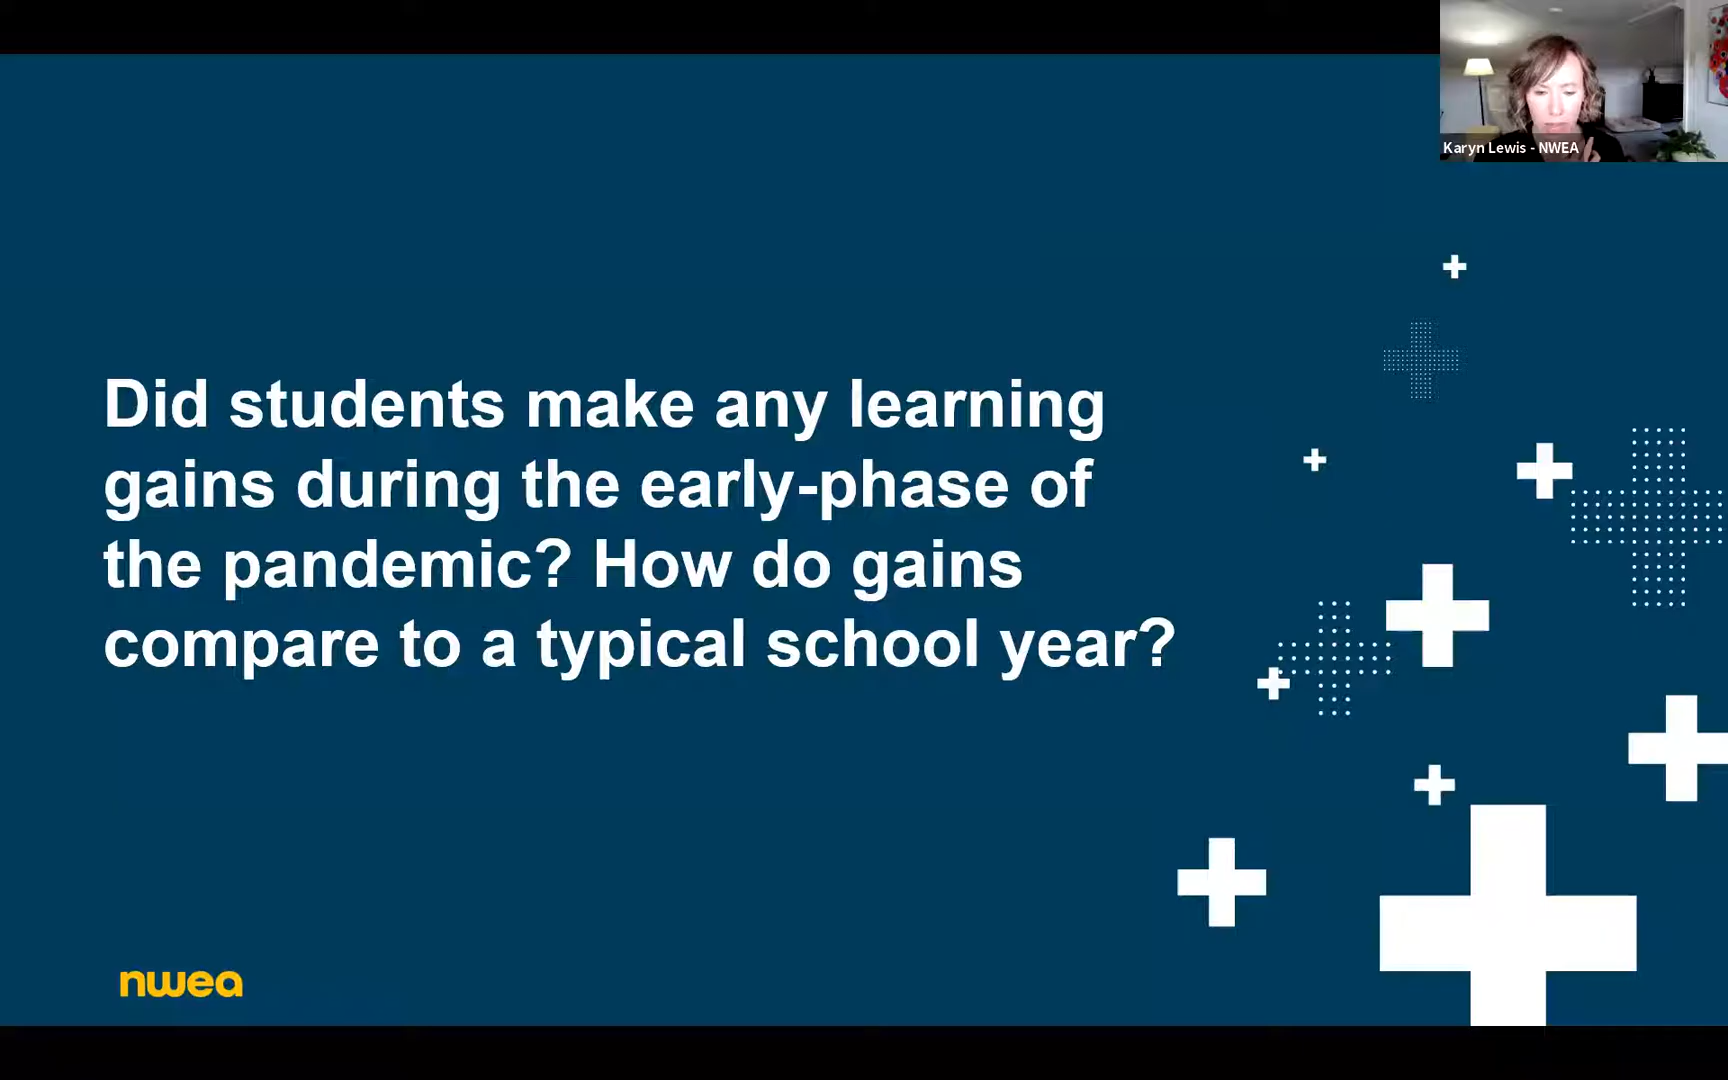 Karyn Lewis - NWEA
Did students make any learning
gains during the early-phase of
the pandemic? How do gains
compare to a typical school year?
nwea